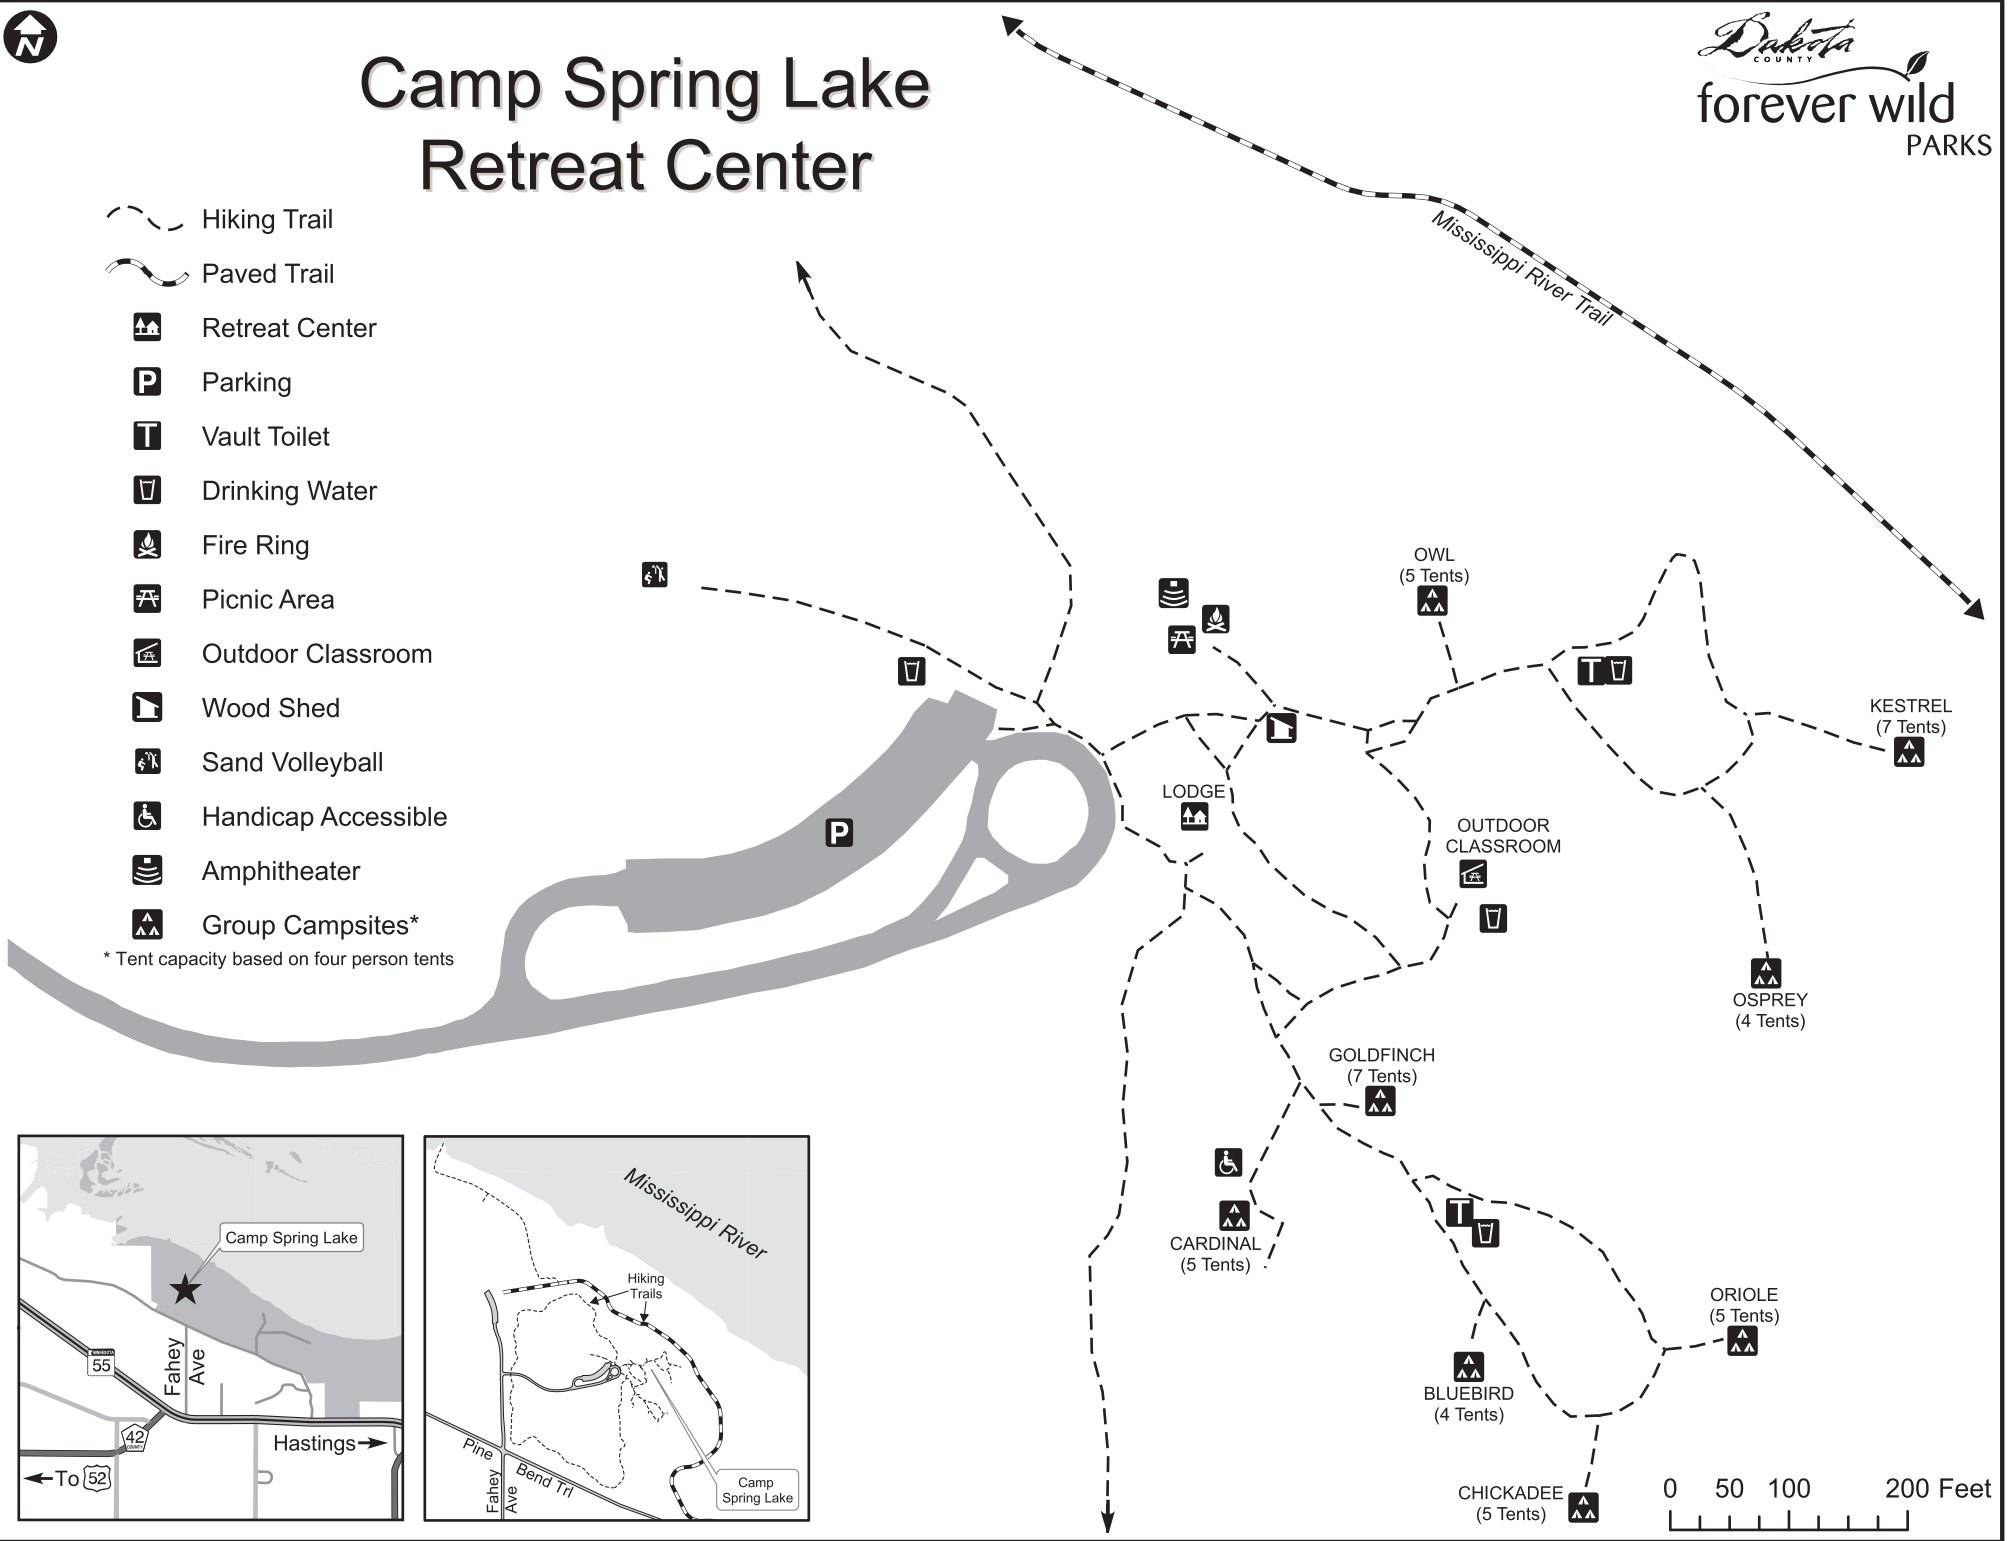 N
Camp Spring Lake
Retreat Center
Dakota
COUNTY
forever wild
PARKS
Hiking Trail
Paved Trail
Retreat Center
P
Parking
T
Vault Toilet
Drinking Water
Fire Ring
Picnic Area
Outdoor Classroom
Wood Shed
Sand Volleyball
Handicap Accessible
Amphitheater
Group Campsites*
* Tent capacity based on four person tents
Mississippi River Trail
OWL
(5 Tents)
T
KESTREL
(7 Tents)
LODGE
P
OUTDOOR
CLASSROOM
OSPREY
(4 Tents)
GOLDFINCH
(7 Tents)
CARDINAL
(5 Tents)
T
ORIOLE
(5 Tents)
BLUEBIRD
(4 Tents)
CHICKADEE
(5 Tents)
0 50 100 200 Feet
Camp Spring Lake
MINNESOTA
55
Fahey
Ave
42
COUNTY
Hastings
To 52
Mississippi River
Hiking
Trails
Pine
Bend Trl
Fahey
Ave
Camp
Spring Lake